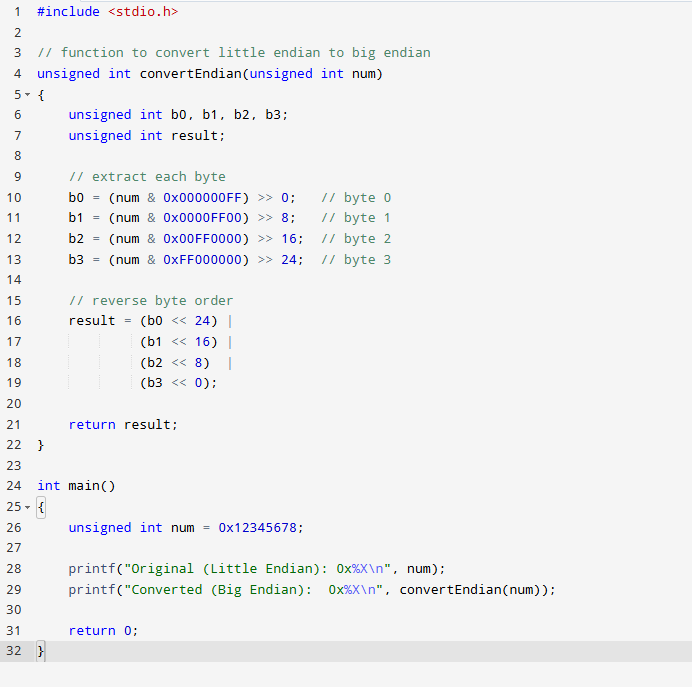 1 #include <stdio.h>
2
3 // function to convert little endian to big endian
4 unsigned int convertEndian(unsigned int num)
5 {
6     unsigned int b0, b1, b2, b3;
7     unsigned int result;
8
9     // extract each byte
10     b0 = (num & 0x000000FF) >> 0;   // byte 0
11     b1 = (num & 0x0000FF00) >> 8;   // byte 1
12     b2 = (num & 0x00FF0000) >> 16;  // byte 2
13     b3 = (num & 0xFF000000) >> 24;  // byte 3
14
15     // reverse byte order
16     result = (b0 << 24) |
17              (b1 << 16) |
18              (b2 << 8)  |
19              (b3 << 0);
20
21     return result;
22 }
23
24 int main()
25 {
26     unsigned int num = 0x12345678;
27
28     printf("Original (Little Endian): 0x%X\n", num);
29     printf("Converted (Big Endian):  0x%X\n", convertEndian(num));
30
31     return 0;
32 }